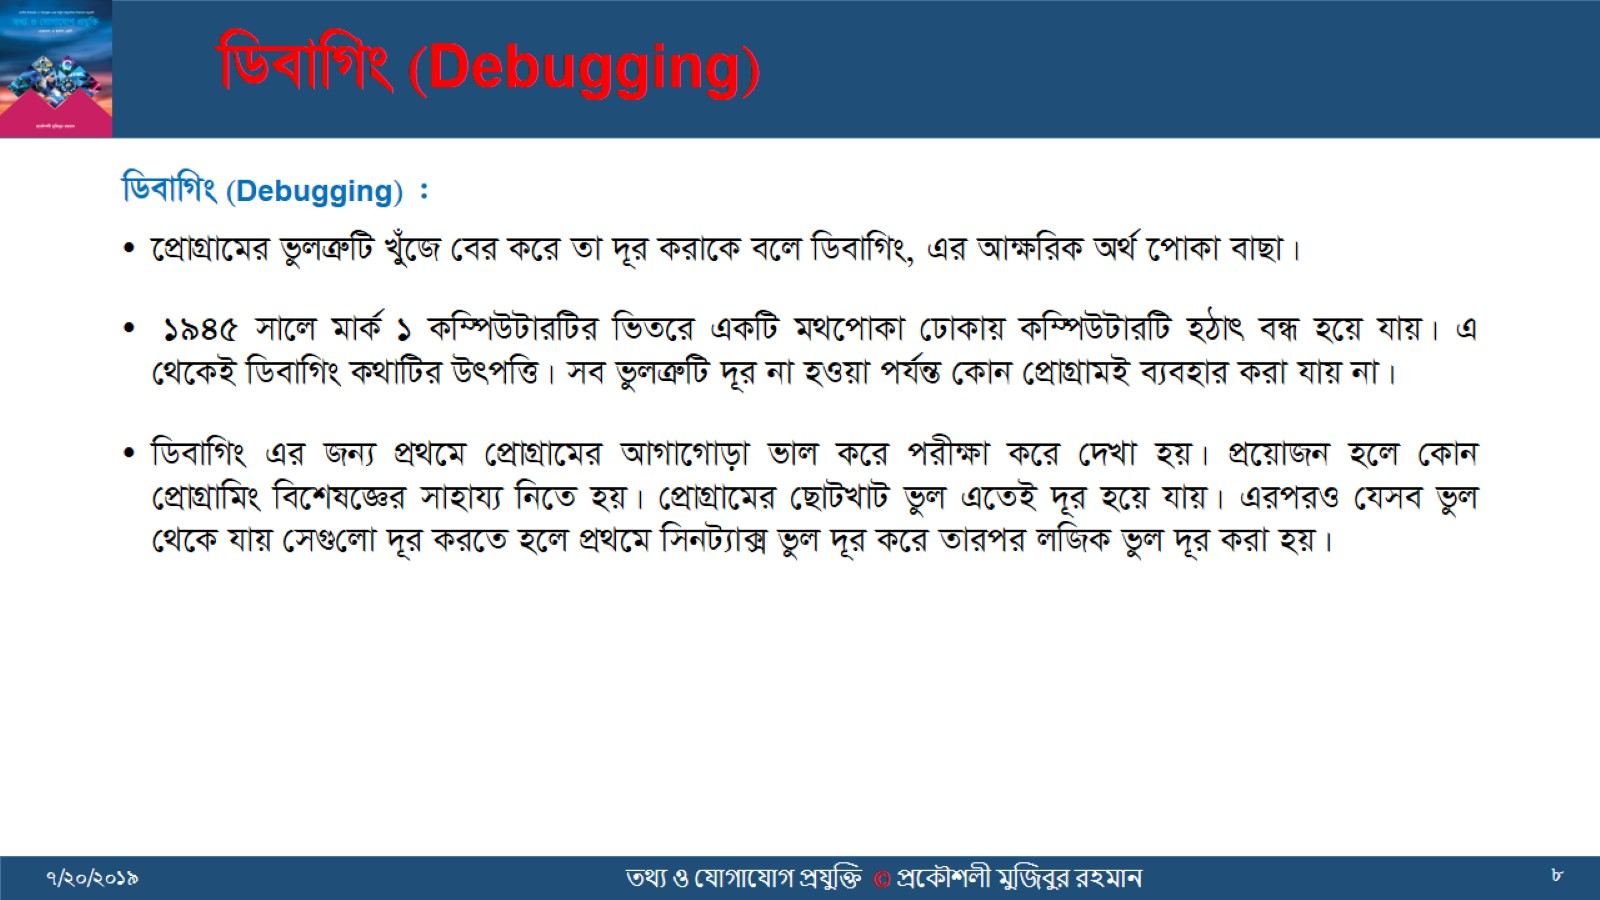 তথ্য ও যোগাযোগ প্রযুক্তি
ডিবাগিং (Debugging)
ডিবাগিং (Debugging) :
• প্রোগ্রামের ভুলত্রুটি খুঁজে বের করে তা দূর করাকে বলে ডিবাগিং, এর আক্ষরিক অর্থ পোকা বাছা।
• ১৯৪৫ সালে মার্ক ১ কম্পিউটারটির ভিতরে একটি মথপোকা ঢোকায় কম্পিউটারটি হঠাৎ বন্ধ হয়ে যায়। এ
থেকেই ডিবাগিং কথাটির উৎপত্তি। সব ভুলত্রুটি দূর না হওয়া পর্যন্ত কোন প্রোগ্রামই ব্যবহার করা যায় না।
• ডিবাগিং এর জন্য প্রথমে প্রোগ্রামের আগাগোড়া ভাল করে পরীক্ষা করে দেখা হয়। প্রয়োজন হলে কোন
প্রোগ্রামিং বিশেষজ্ঞের সাহায্য নিতে হয়। প্রোগ্রামের ছোটখাট ভুল এতেই দূর হয়ে যায়। এরপরও যেসব ভুল
থেকে যায় সেগুলো দূর করতে হলে প্রথমে সিনট্যাক্স ভুল দূর করে তারপর লজিক ভুল দূর করা হয়।
৭/২০/২০১৯
তথ্য ও যোগাযোগ প্রযুক্তি © প্রকৌশলী মুজিবুর রহমান
৮